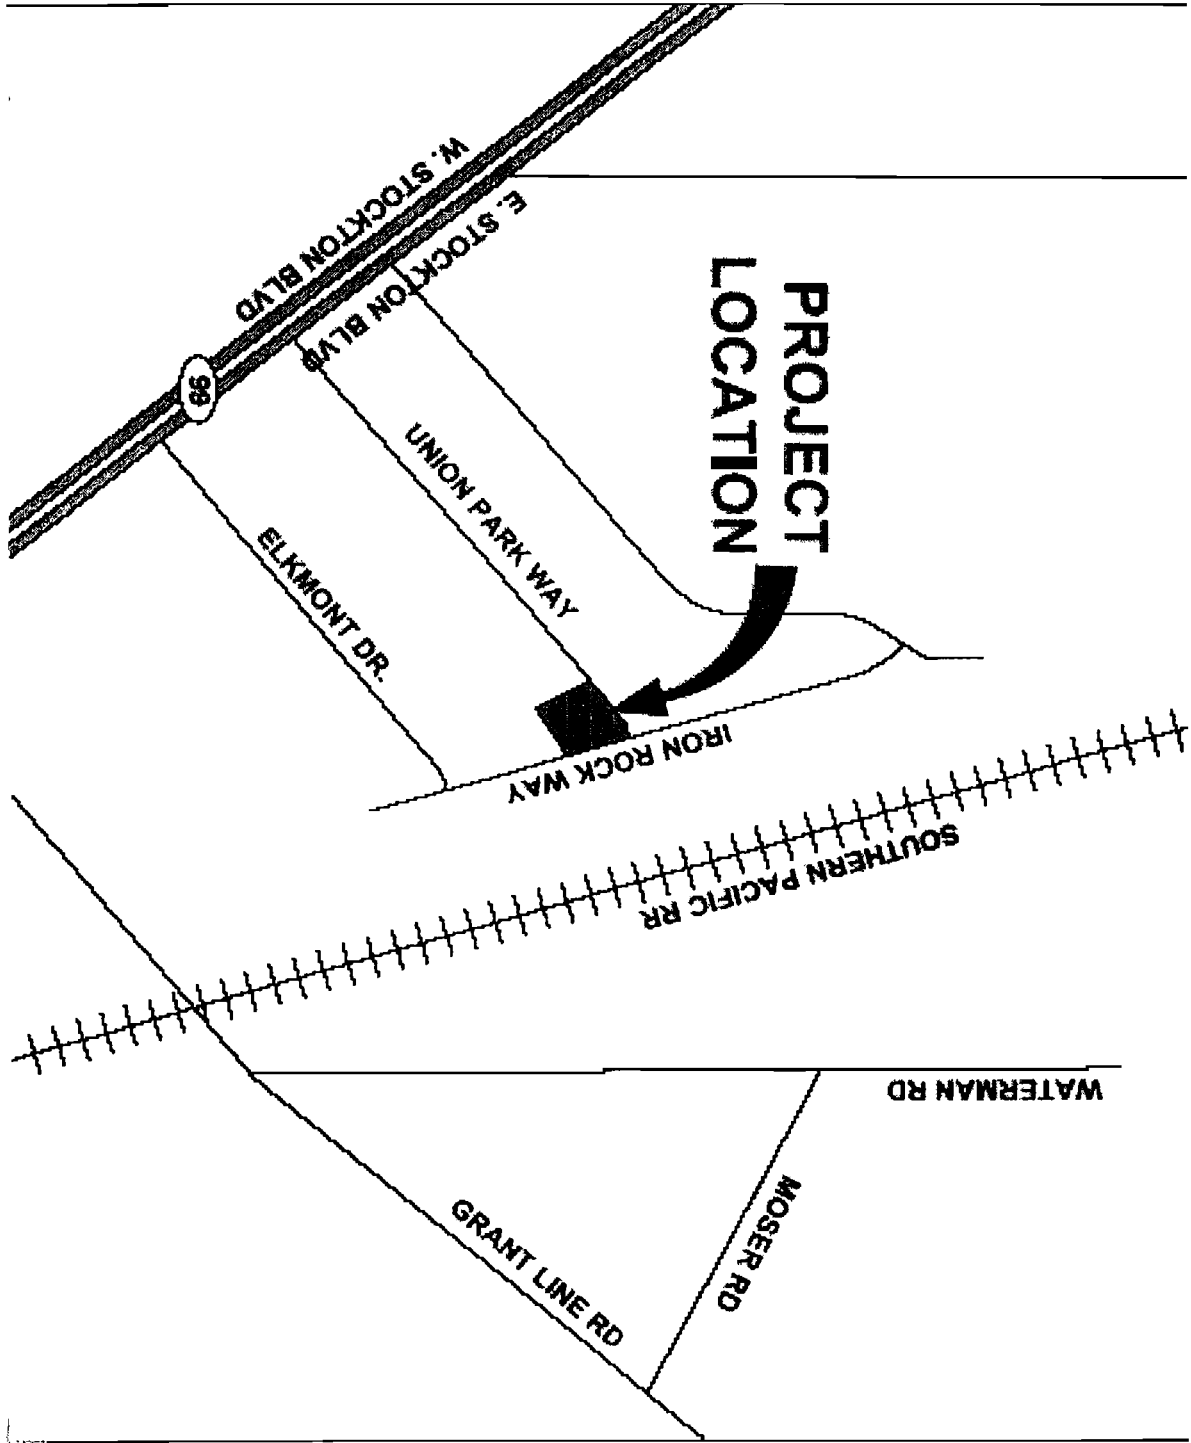 W. STOCKTON BLVD
E. STOCKTON BLVD
99
PROJECT
LOCATION
UNION PARK WAY
ELKMONT DR.
IRON ROCK WAY
SOUTHERN PACIFIC RR
WATERMAN RD
MOSER RD
GRANT LINE RD